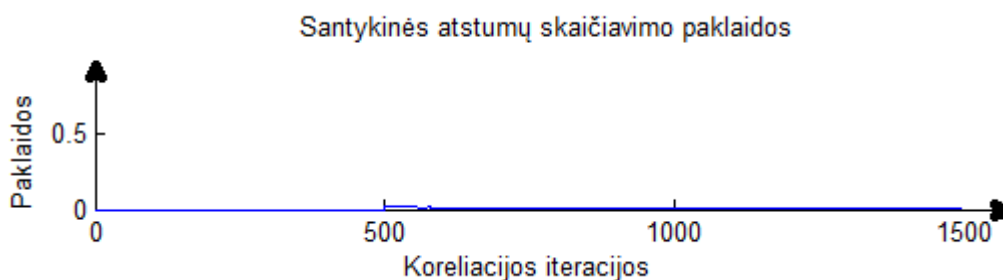 Santykinės atstumų skaičiavimo paklaidos
Paklaidos
0.5
0
0 500 1000 1500
Koreliacijos iteracijos